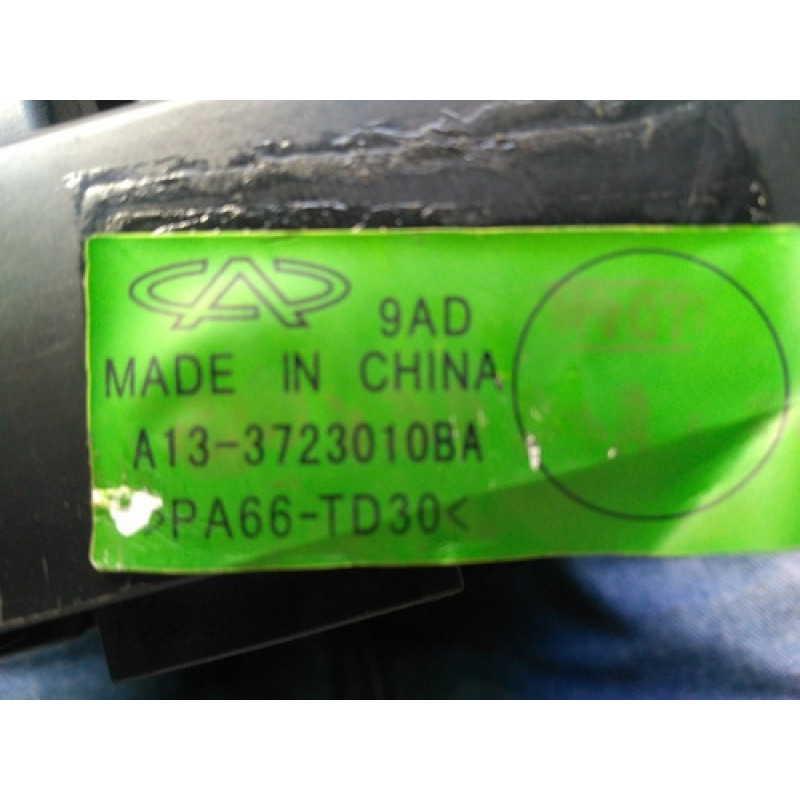 9AD
MADE IN CHINA
A13-3723010BA
>PA66-TD30<